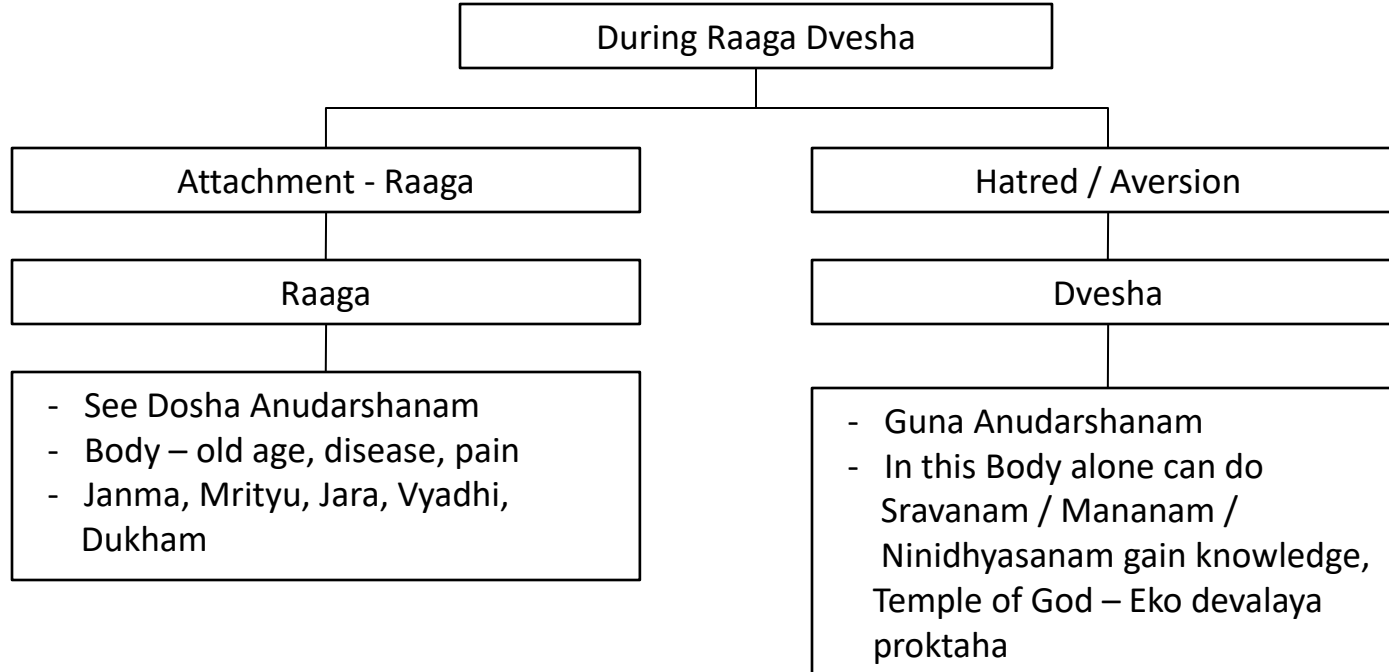 During Raaga Dvesha
Attachment - Raaga
Hatred / Aversion
Raaga
Dvesha
- See Dosha Anudarshanam
- Body – old age, disease, pain
- Janma, Mrityu, Jara, Vyadhi,
Dukham
- Guna Anudarshanam
- In this Body alone can do
Sravanam / Mananam /
Ninidhyasanam gain knowledge,
Temple of God – Eko devalaya
proktaha